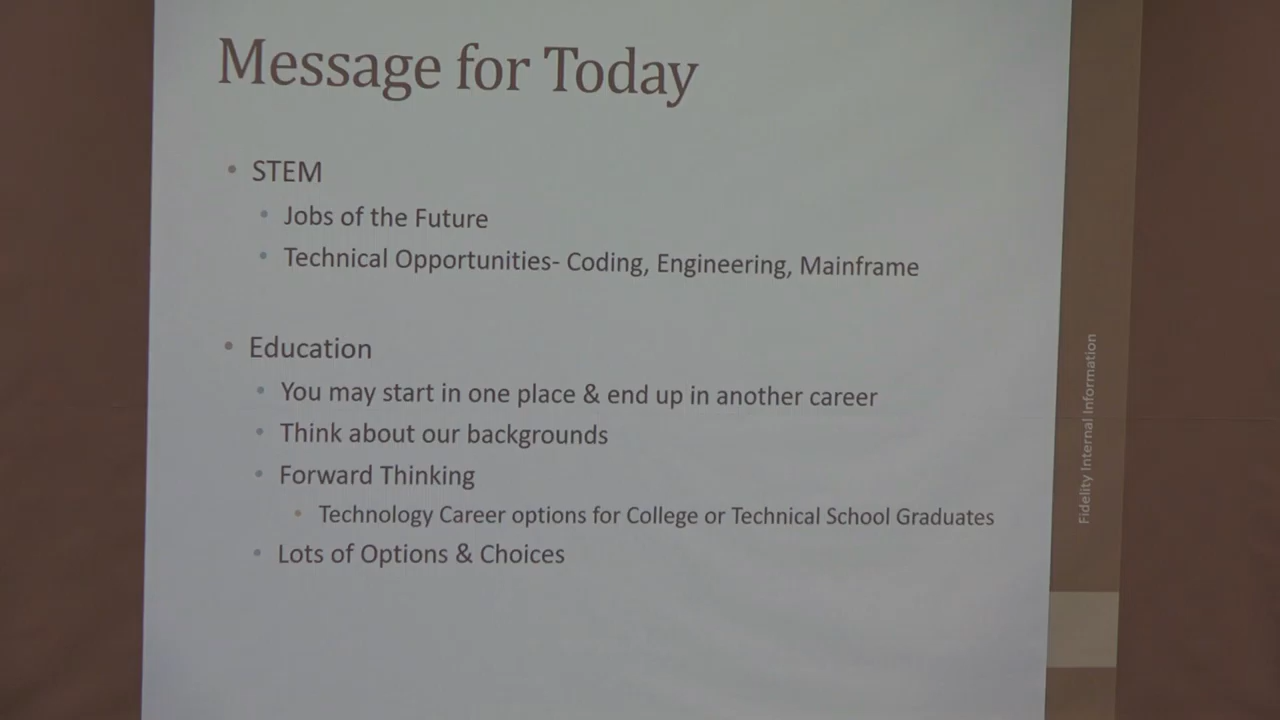 Message for Today
• STEM
• Jobs of the Future
• Technical Opportunities- Coding, Engineering, Mainframe
• Education
• You may start in one place & end up in another career
• Think about our backgrounds
• Forward Thinking
• Technology Career options for College or Technical School Graduates
• Lots of Options & Choices
Fidelity Internal Information